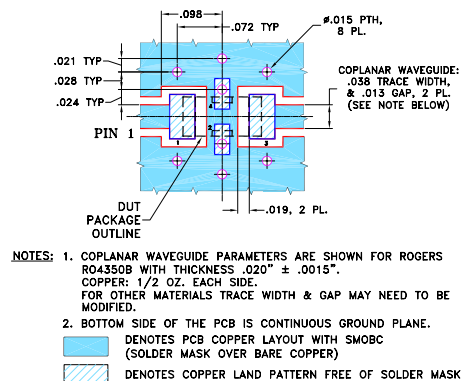 .098
.072 TYP
ø.015 PTH,
8 PL.
.021 TYP
.028 TYP
.024 TYP
COPLANAR WAVEGUIDE:
.038 TRACE WIDTH,
& .013 GAP, 2 PL.
(SEE NOTE BELOW)
4
PIN 1
2
1
3
DUT
PACKAGE
OUTLINE
.019, 2 PL.
NOTES: 1. COPLANAR WAVEGUIDE PARAMETERS ARE SHOWN FOR ROGERS
RO4350B WITH THICKNESS .020" ± .0015".
COPPER: 1/2 OZ. EACH SIDE.
FOR OTHER MATERIALS TRACE WIDTH & GAP MAY NEED TO BE
MODIFIED.
2. BOTTOM SIDE OF THE PCB IS CONTINUOUS GROUND PLANE.
DENOTES PCB COPPER LAYOUT WITH SMOBC
(SOLDER MASK OVER BARE COPPER)
DENOTES COPPER LAND PATTERN FREE OF SOLDER MASK